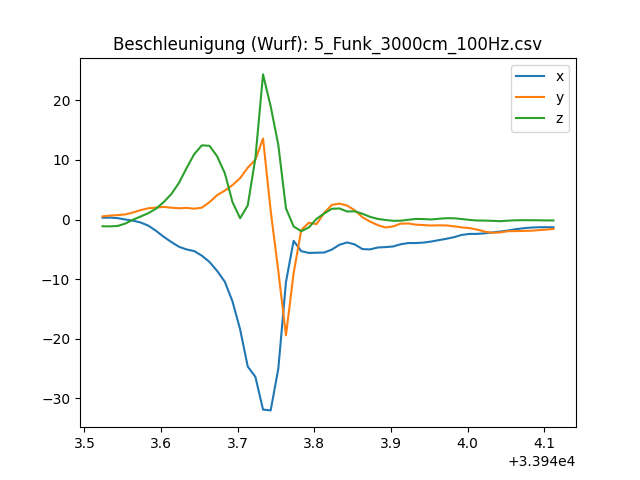 Beschleunigung (Wurf): 5_Funk_3000cm_100Hz.csv
x
y
z
20
10
0
−10
−20
−30
3.5 3.6 3.7 3.8 3.9 4.0 4.1
+3.394e4